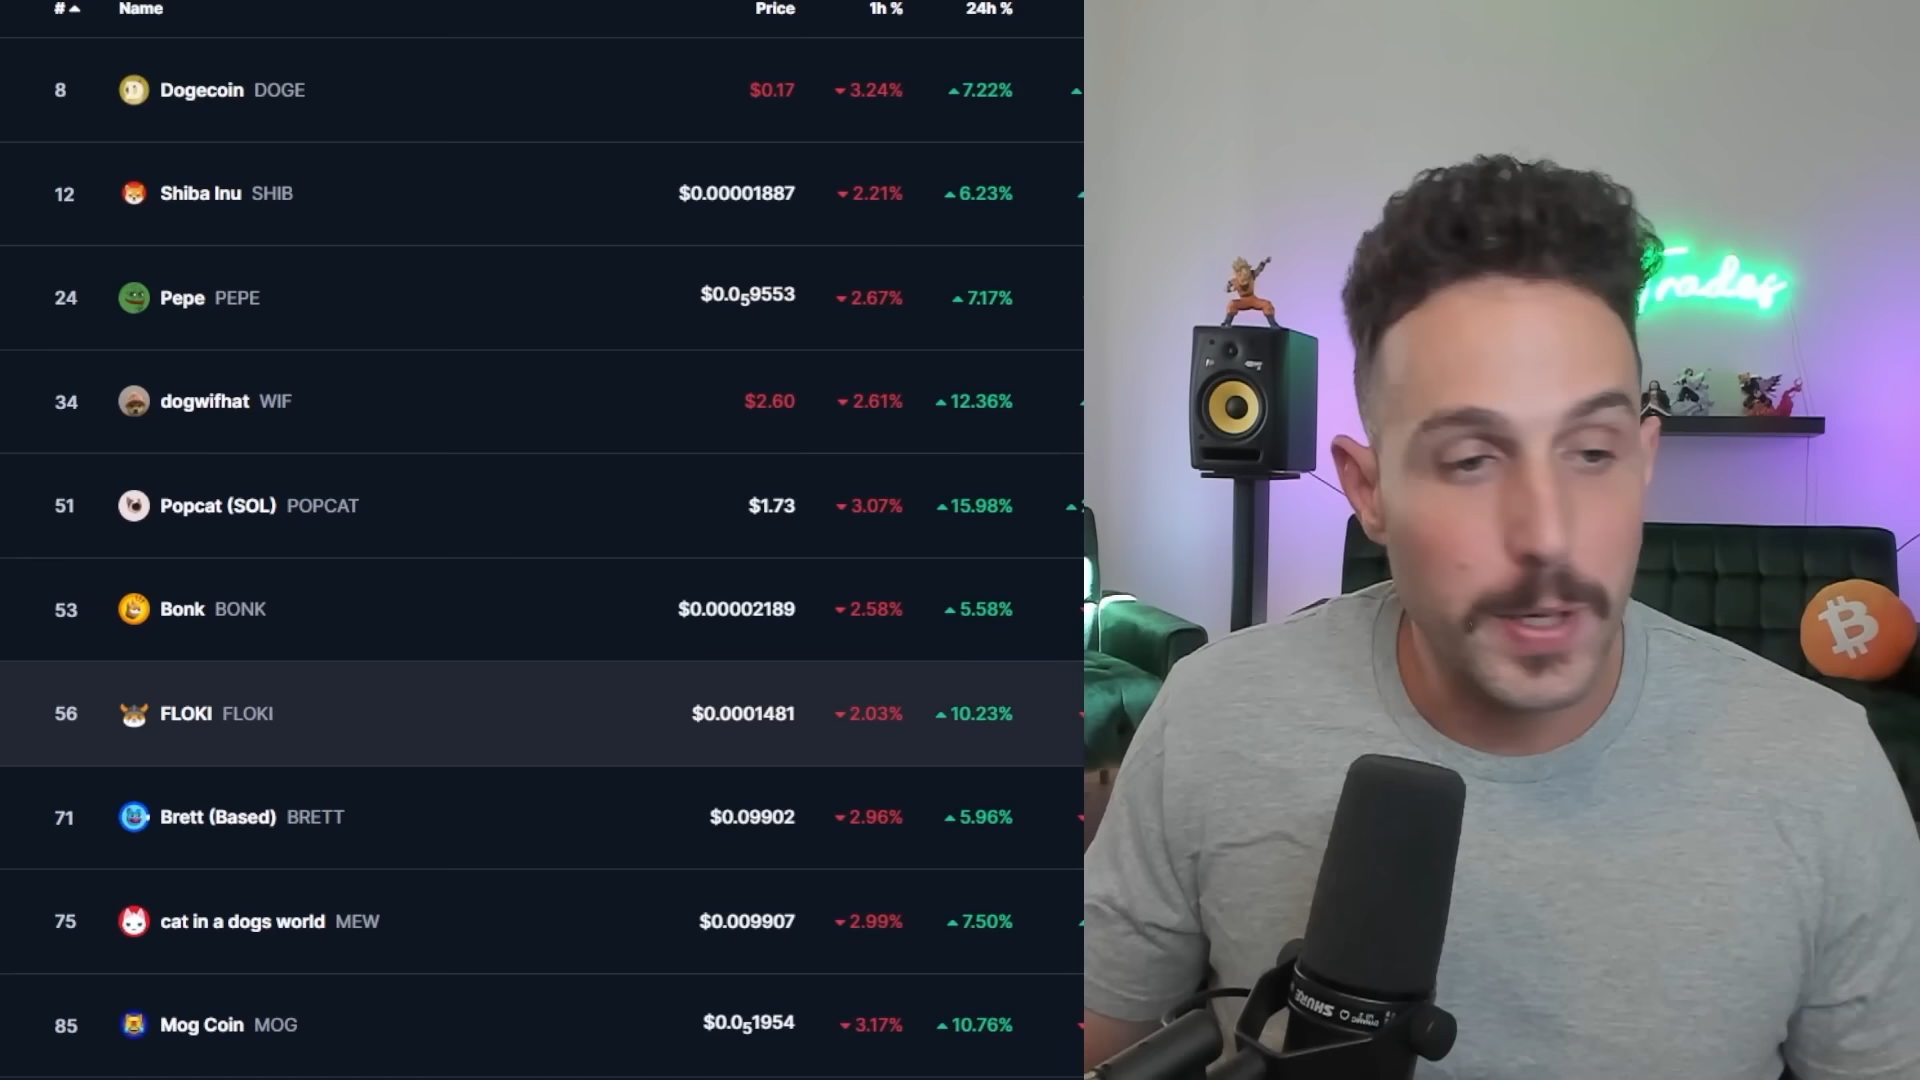 # Name Price 1h % 24h %
8 Dogecoin DOGE $0.17 3.24% 7.22%
12 Shiba Inu SHIB $0.00001887 2.21% 6.23%
24 Pepe PEPE $0.0₅9553 2.67% 7.17%
34 dogwifhat WIF $2.60 2.61% 12.36%
51 Popcat (SOL) POPCAT $1.73 3.07% 15.98%
53 Bonk BONK $0.00002189 2.58% 5.58%
56 FLOKI FLOKI $0.0001481 2.03% 10.23%
71 Brett (Based) BRETT $0.09902 2.96% 5.96%
75 cat in a dogs world MEW $0.009907 2.99% 7.50%
85 Mog Coin MOG $0.0₅1954 3.17% 10.76%
Trades
SHURE